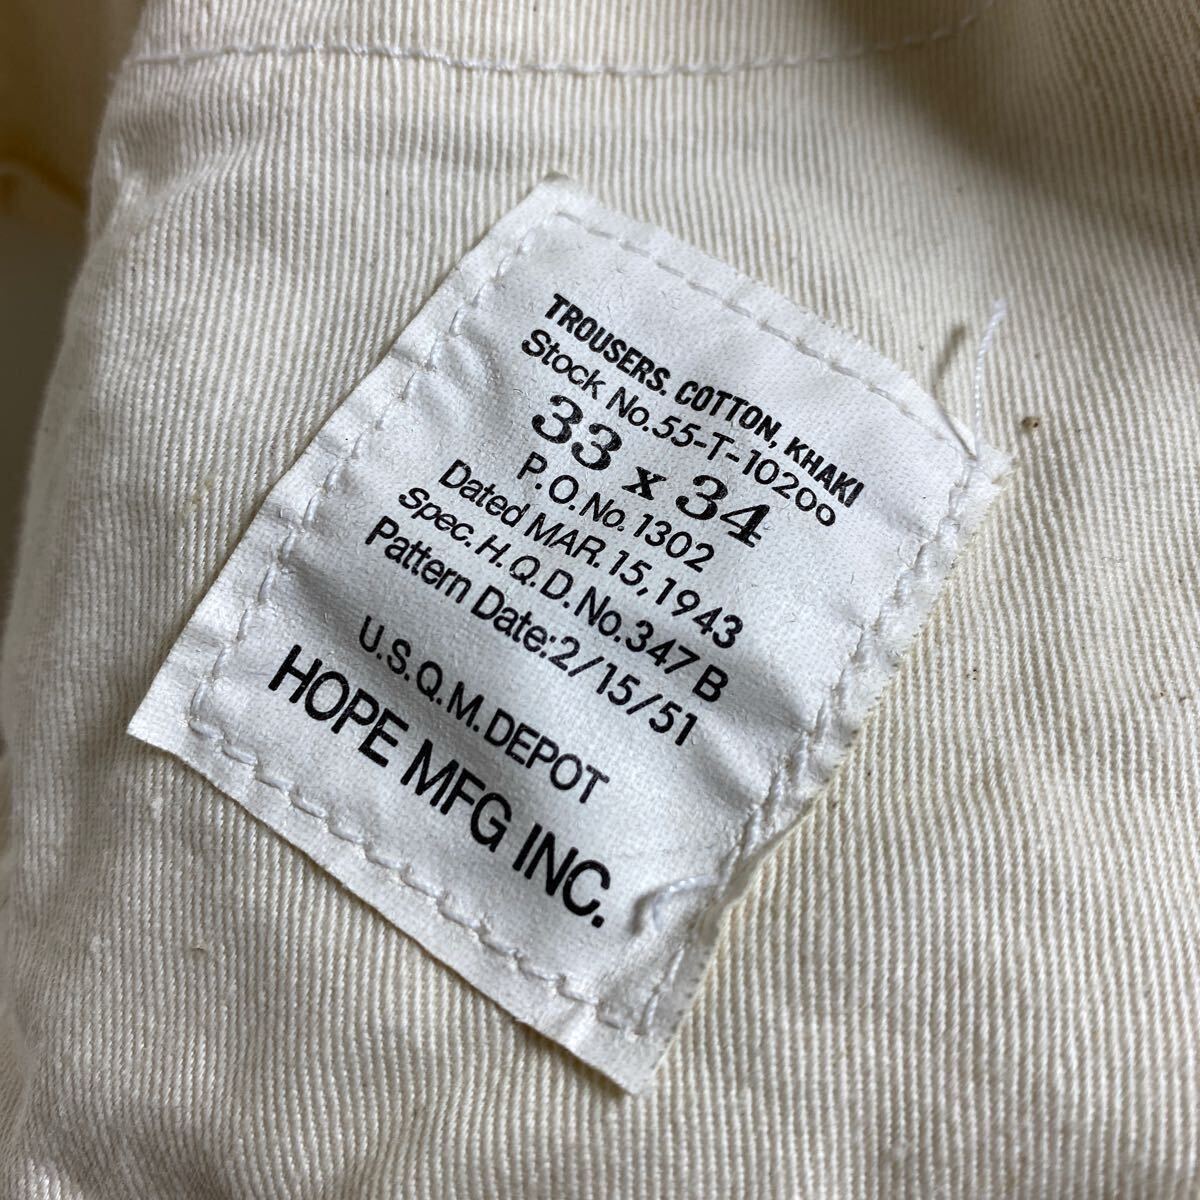 TROUSERS. COTTON, KHAKI
Stock No.55-T-10200
33 x 34
P.O.No.1302
Dated MAR.15,1943
Spec.H.Q.D.No.347B
Pattern Date:2/15/51
U.S.Q.M.DEPOT
HOPE MFG INC.